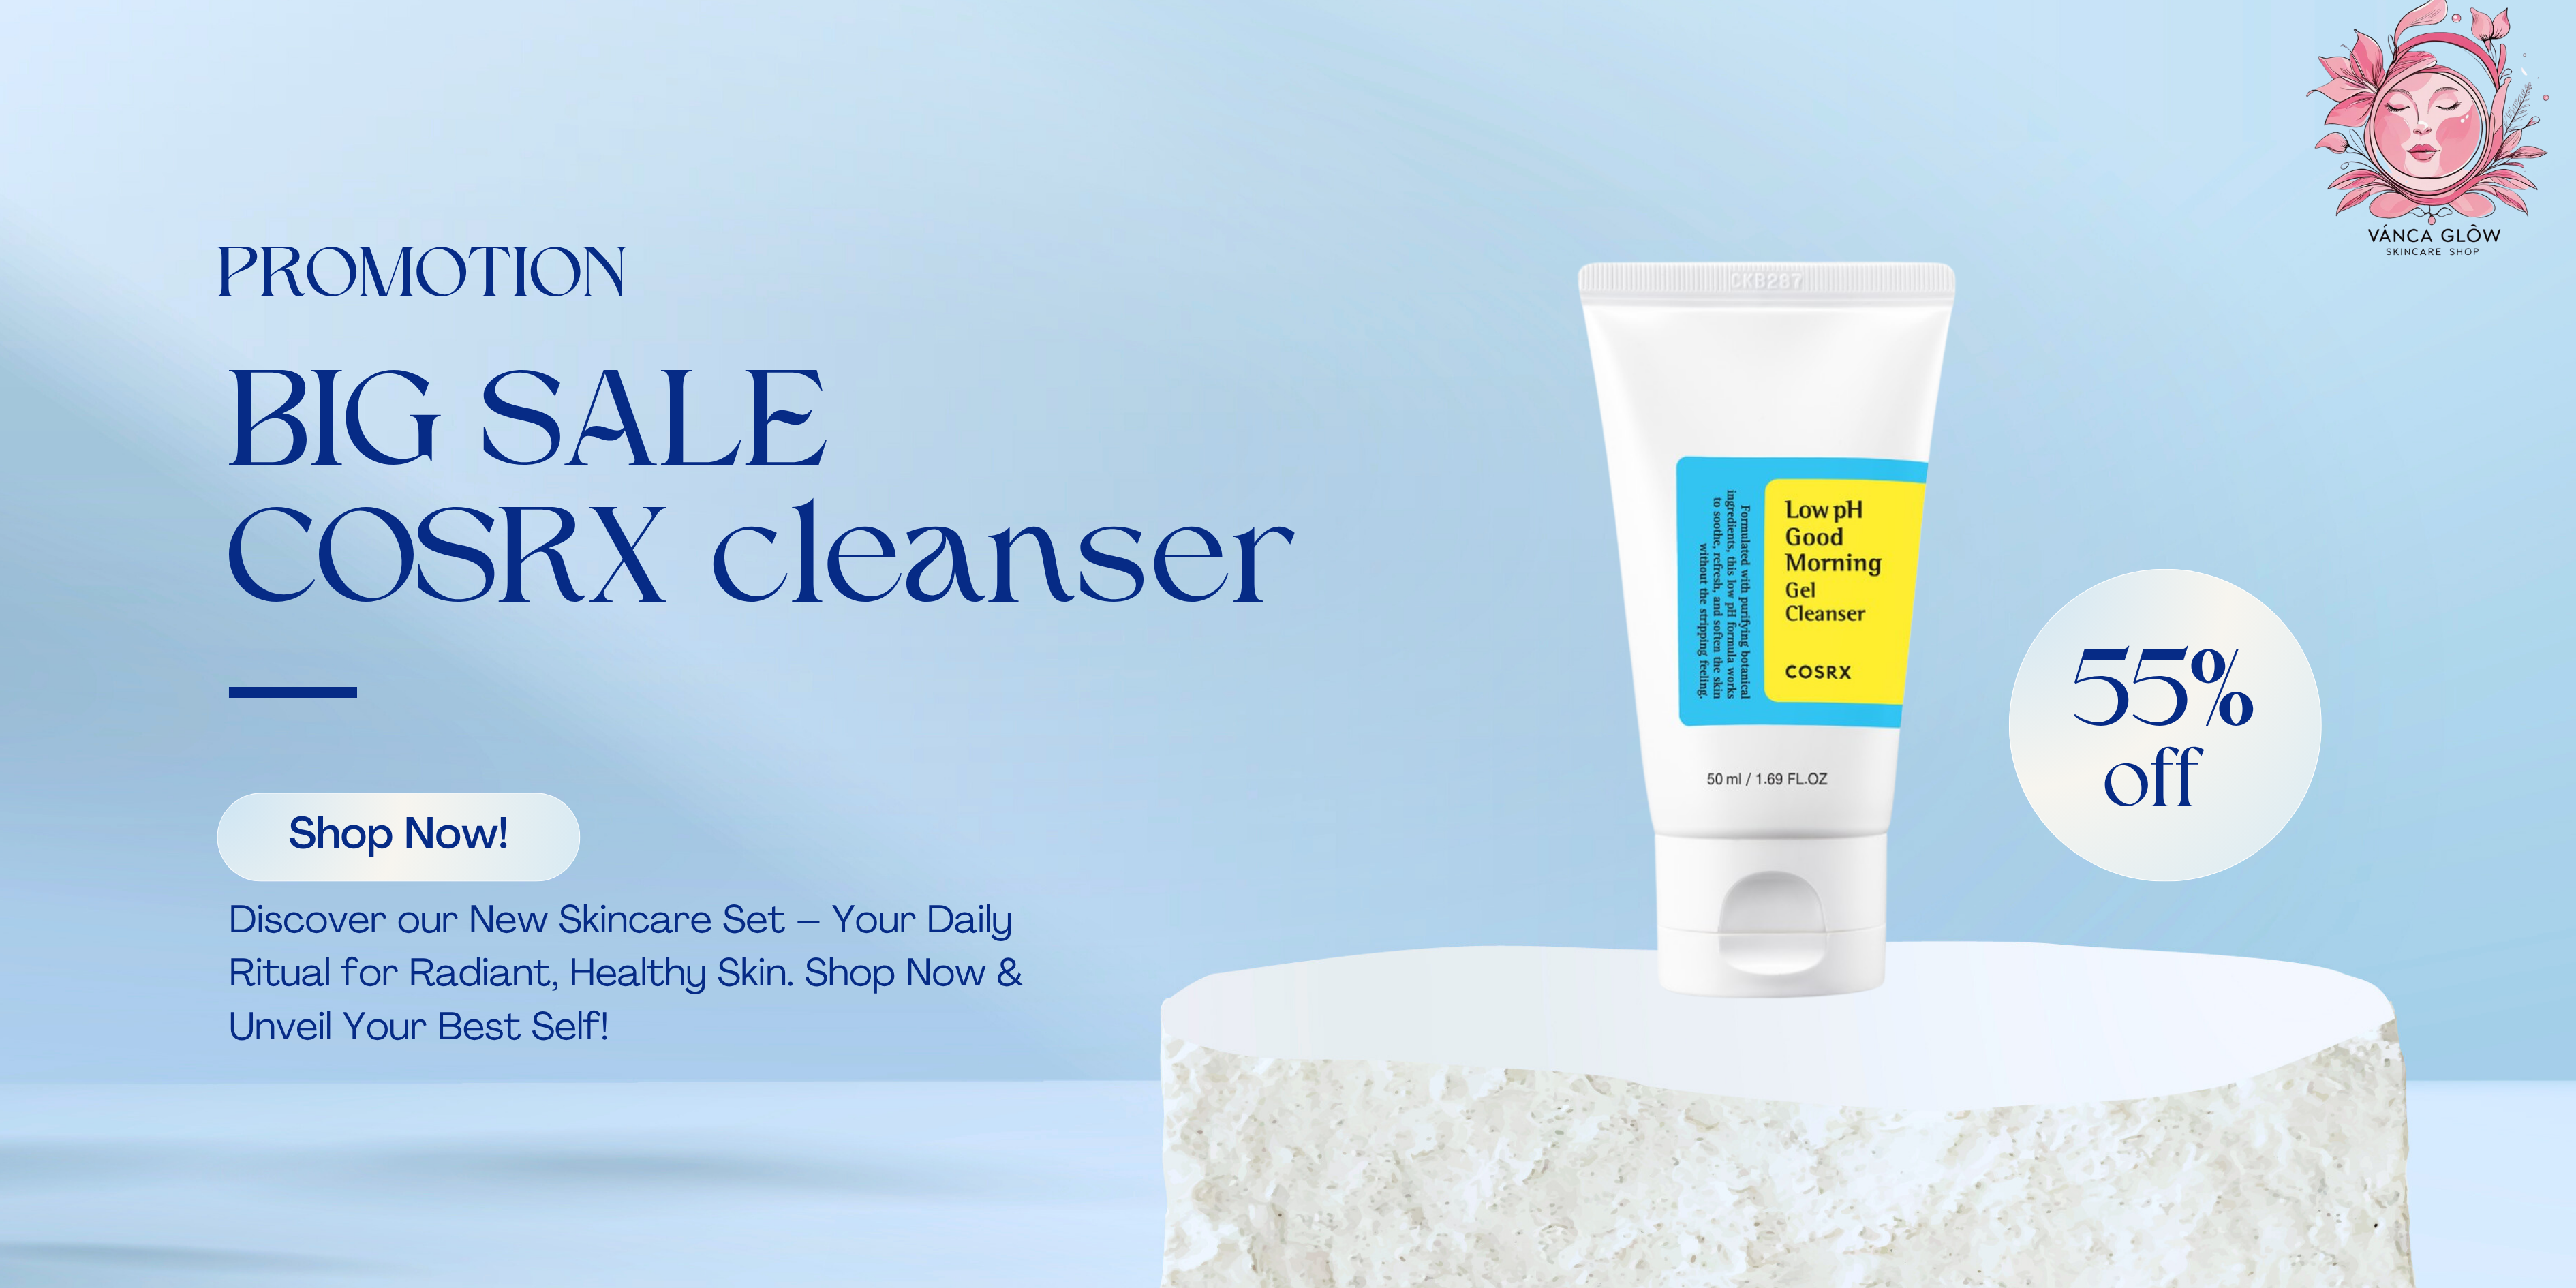 PROMOTION
BIG SALE
COSRX cleanser
Shop Now!
Discover our New Skincare Set – Your Daily
Ritual for Radiant, Healthy Skin. Shop Now &
Unveil Your Best Self!
CKB287
Formulated with purifying botanical
ingredients, this low pH formula works
to soothe, refresh, and soften the skin
without the stripping feeling.
Low pH
Good
Morning
Gel
Cleanser
COSRX
50 ml / 1.69 FL.OZ
55%
off
VÁNCA GLÔW
SKINCARE SHOP